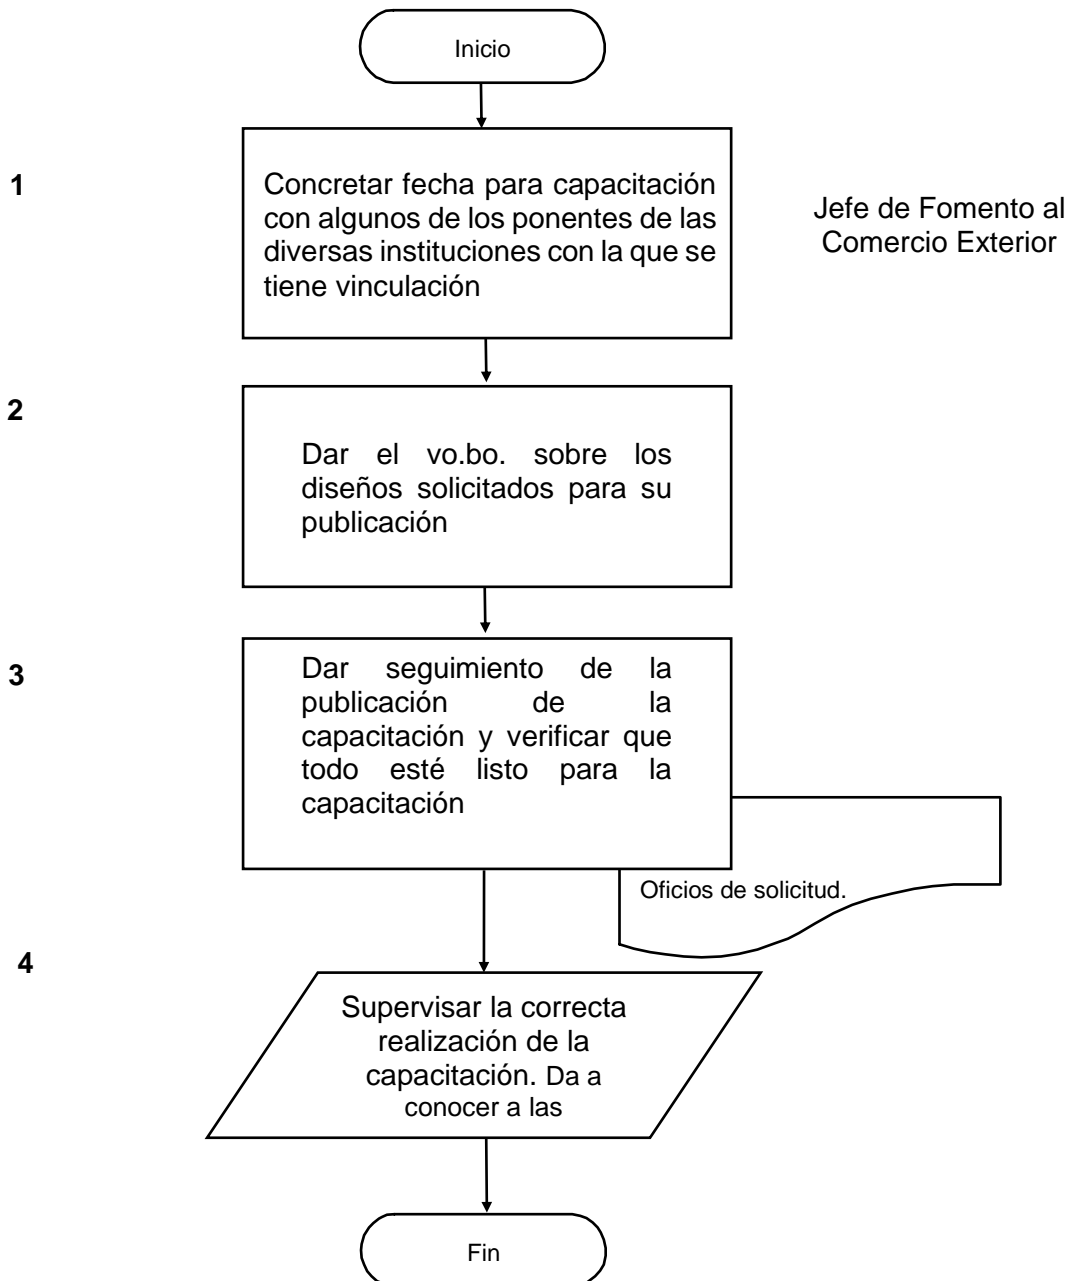 Inicio
1
Concretar fecha para capacitación
con algunos de los ponentes de las
diversas instituciones con la que se
tiene vinculación
Jefe de Fomento al
Comercio Exterior
2
Dar el vo.bo. sobre los
diseños solicitados para su
publicación
3
Dar seguimiento de la
publicación de la
capacitación y verificar que
todo esté listo para la
capacitación
Oficios de solicitud.
4
Supervisar la correcta
realización de la
capacitación. Da a
conocer a las
Fin